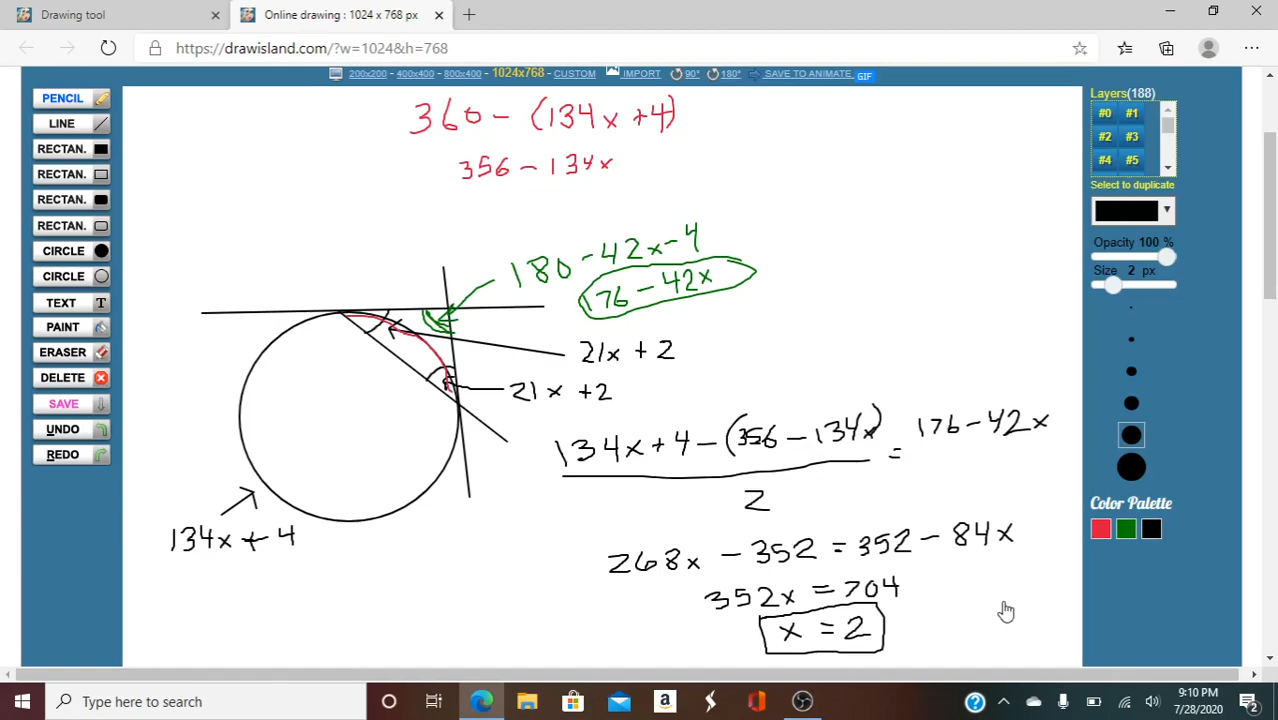 Drawing tool
Online drawing : 1024 x 768 px
https://drawisland.com/?w=1024&h=768
200x200 - 400x400 - 800x400 - 1024x768 - CUSTOM IMPORT 90° 180° SAVE TO ANIMATE GIF
PENCIL
LINE
RECTAN.
RECTAN.
RECTAN.
RECTAN.
CIRCLE
CIRCLE
TEXT T
PAINT
ERASER
DELETE
SAVE
UNDO
REDO
360 - (134x + 4)
356 - 134x
180 - 42x - 4
176 - 42x
21x + 2
21x + 2
134x + 4 - (356 - 134x) = 176 - 42x
2
134x + 4
268x - 352 = 352 - 84x
352x = 704
x = 2
Layers(188)
#0 #1
#2 #3
#4 #5
Select to duplicate
Opacity 100 %
Size 2 px
Color Palette
Type here to search
a
9:10 PM
7/28/2020
2